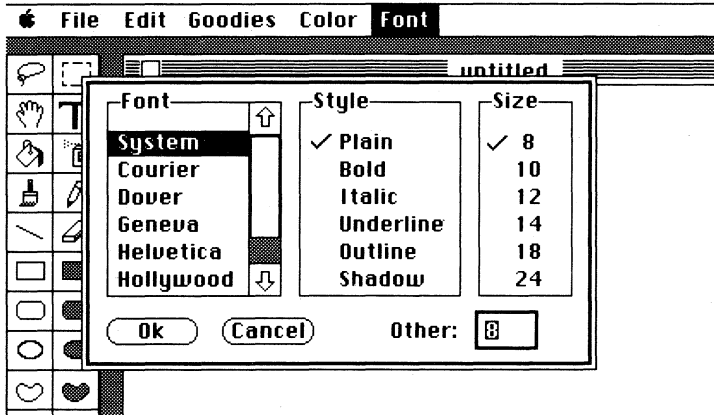 File Edit Goodies Color Font
untitled
Font
System
Courier
Dover
Geneva
Helvetica
Hollywood
Style
✓ Plain
Bold
Italic
Underline
Outline
Shadow
Size
✓ 8
10
12
14
18
24
Ok
Cancel
Other: 8